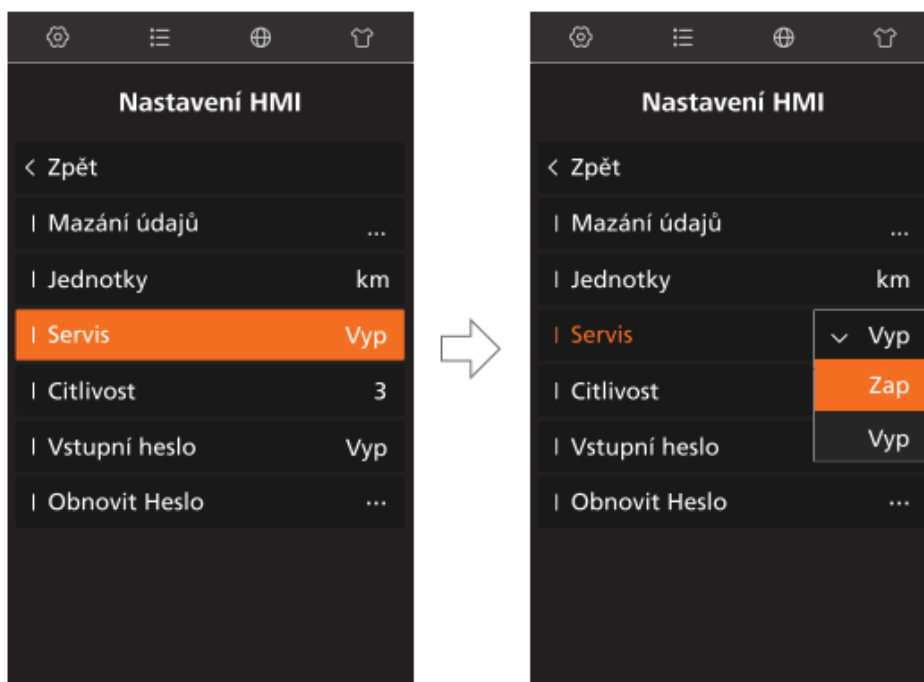 Nastavení HMI
< Zpět
| Mazání údajů ...
| Jednotky km
| Servis Vyp
| Citlivost 3
| Vstupní heslo Vyp
| Obnovit Heslo ...
Nastavení HMI
< Zpět
| Mazání údajů ...
| Jednotky km
| Servis Vyp
Zap
| Citlivost
Vyp
| Vstupní heslo
| Obnovit Heslo ...